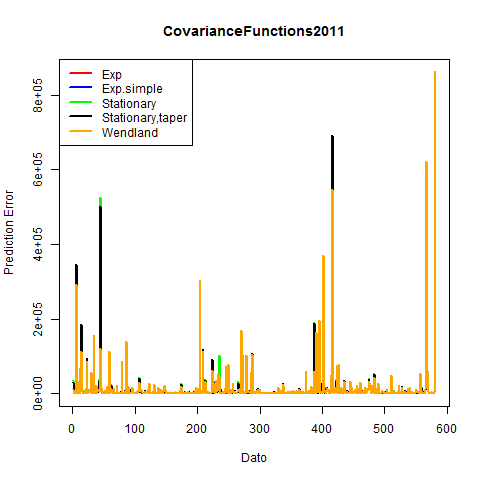 CovarianceFunctions2011
Exp
Exp.simple
Stationary
Stationary,taper
Wendland
Prediction Error
0e+00
2e+05
4e+05
6e+05
8e+05
0
100
200
300
400
500
600
Dato